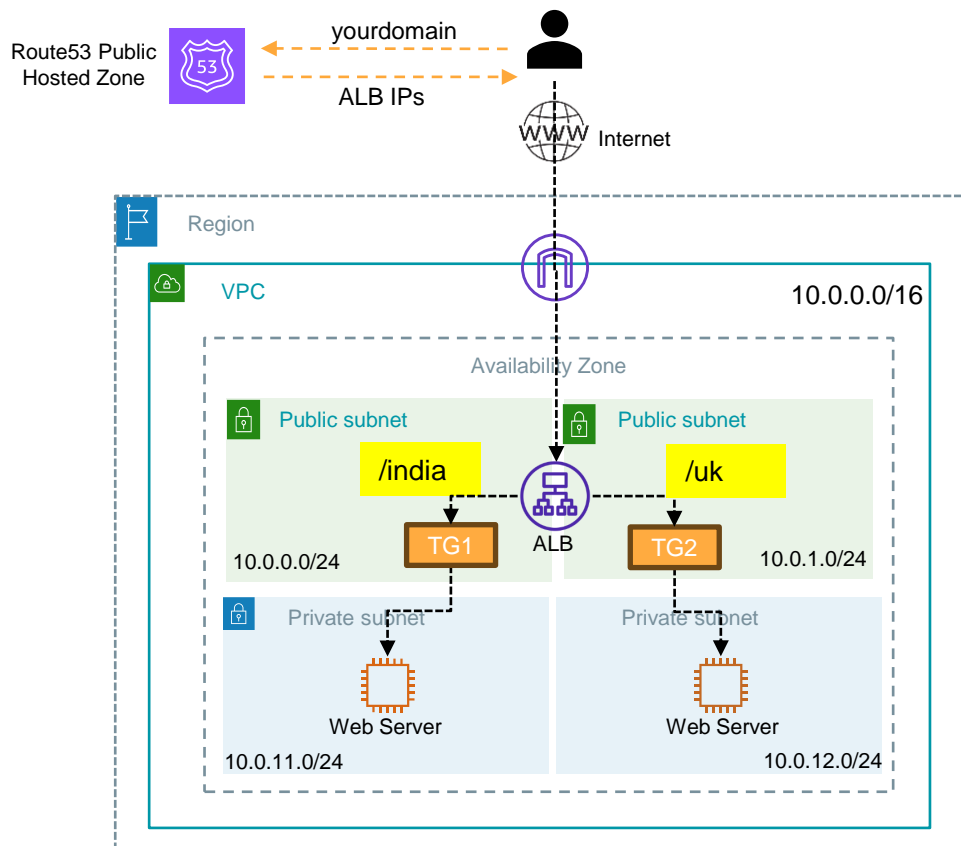 yourdomain
Route53 Public
Hosted Zone
53
ALB IPs
WWW
Internet
Region
VPC
10.0.0.0/16
Availability Zone
Public subnet
Public subnet
/india
/uk
TG1
ALB
TG2
10.0.0.0/24
10.0.1.0/24
Private subnet
Private subnet
Web Server
Web Server
10.0.11.0/24
10.0.12.0/24